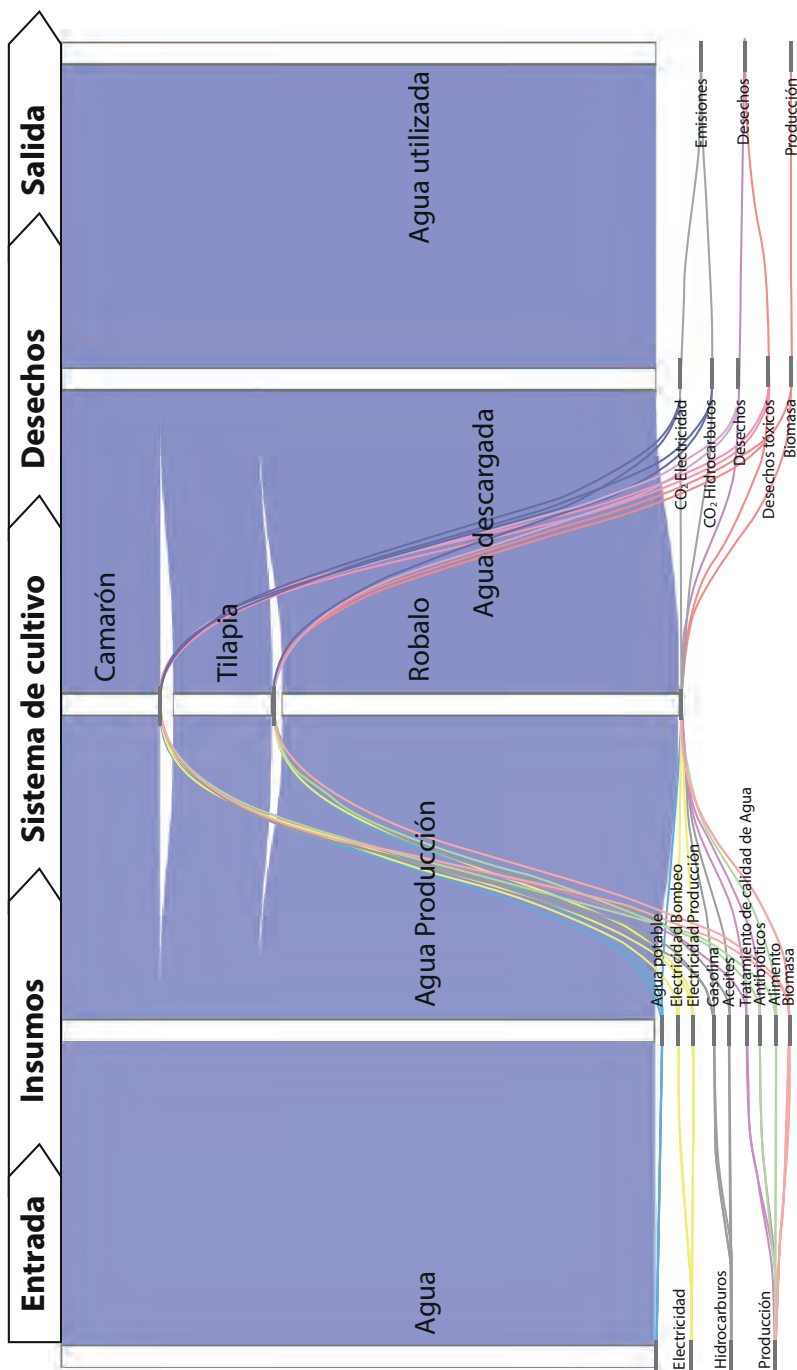 Entrada
Insumos
Sistema de cultivo
Desechos
Salida
Agua
Electricidad
Hidrocarburos
Producción
Agua Producción
Agua potable
Electricidad/Bombeo
Electricidad/Producción
Gasolina
Aceites
Tratamiento de calidad de Agua
Antibióticos
Alimento
Biomasa
Camarón
Tilapia
Robalo
Agua descargada
CO₂ Electricidad
CO₂ Hidrocarburos
Desechos
Desechos tóxicos
Biomasa
Agua utilizada
Emisiones
Desechos
Producción